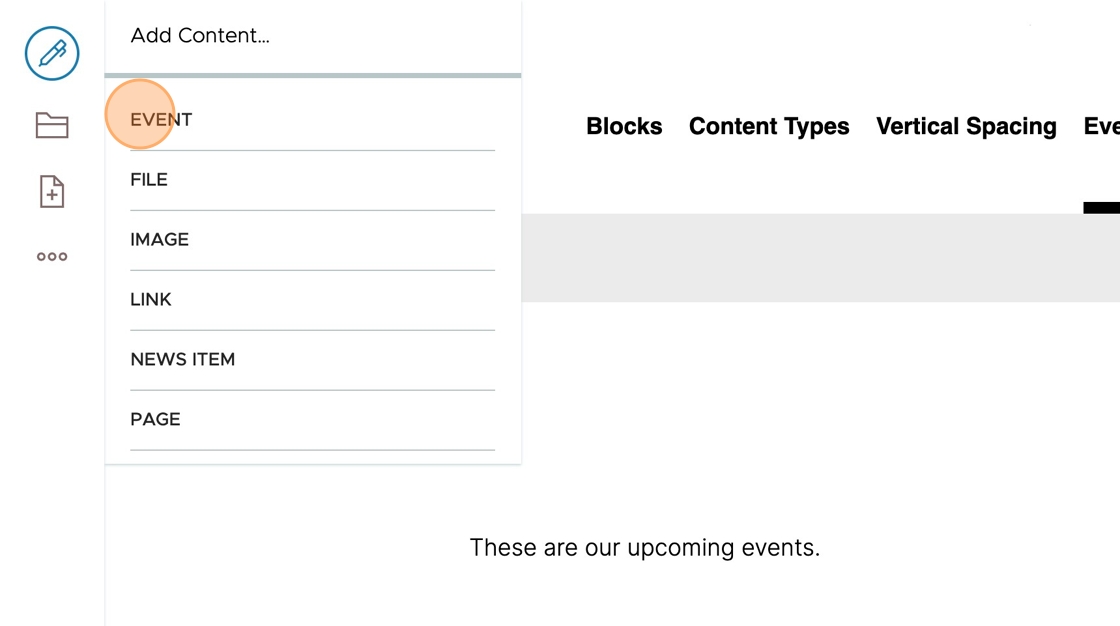 Add Content...
EVENT
FILE
IMAGE
LINK
NEWS ITEM
PAGE
Blocks Content Types Vertical Spacing Eve
These are our upcoming events.